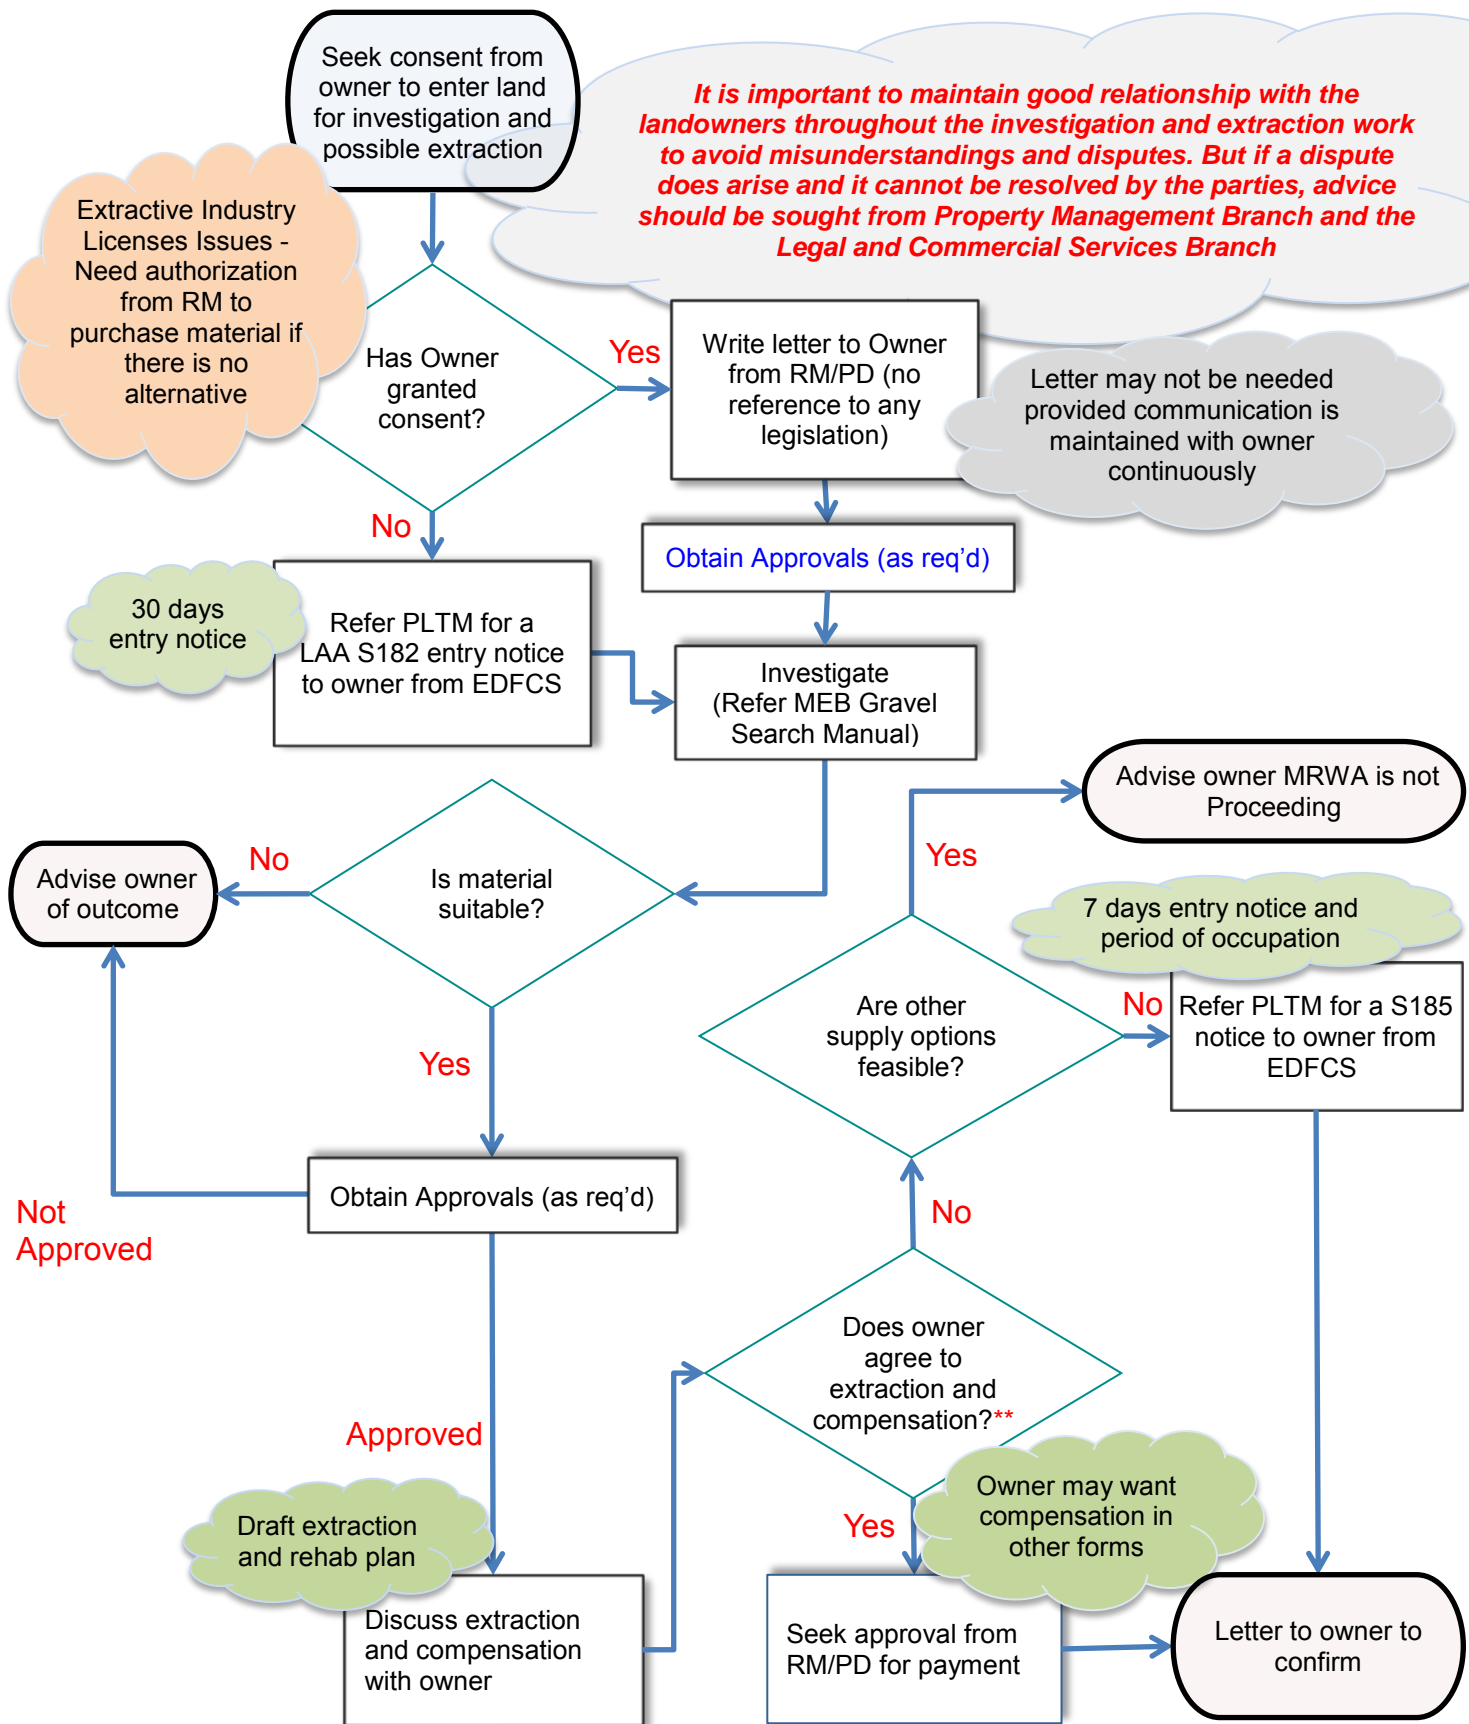 Seek consent from
owner to enter land
for investigation and
possible extraction
It is important to maintain good relationship with the
landowners throughout the investigation and extraction work
to avoid misunderstandings and disputes. But if a dispute
does arise and it cannot be resolved by the parties, advice
should be sought from Property Management Branch and the
Legal and Commercial Services Branch
Extractive Industry
Licenses Issues -
Need authorization
from RM to
purchase material if
there is no
alternative
Has Owner
granted
consent?
Yes
Write letter to Owner
from RM/PD (no
reference to any
legislation)
Letter may not be needed
provided communication is
maintained with owner
continuously
No
Obtain Approvals (as req’d)
30 days
entry notice
Refer PLTM for a
LAA S182 entry notice
to owner from EDFCS
Investigate
(Refer MEB Gravel
Search Manual)
Advise owner MRWA is not
Proceeding
Yes
No
Advise owner
of outcome
Is material
suitable?
7 days entry notice and
period of occupation
Are other
supply options
feasible?
No
Refer PLTM for a S185
notice to owner from
EDFCS
Yes
Obtain Approvals (as req’d)
Not
Approved
No
Does owner
agree to
extraction and
compensation?**
Approved
Draft extraction
and rehab plan
Yes
Owner may want
compensation in
other forms
Discuss extraction
and compensation
with owner
Seek approval from
RM/PD for payment
Letter to owner to
confirm